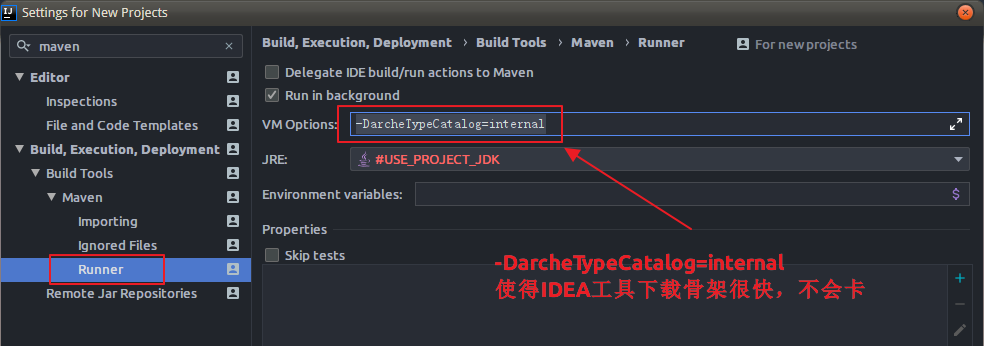 Settings for New Projects
maven
Build, Execution, Deployment › Build Tools › Maven › Runner For new projects
Editor
Inspections
File and Code Templates
Build, Execution, Deployment
Build Tools
Maven
Importing
Ignored Files
Runner
Remote Jar Repositories
Delegate IDE build/run actions to Maven
Run in background
VM Options: -DarcheTypeCatalog=internal
JRE: #USE_PROJECT_JDK
Environment variables: $
Properties
Skip tests
-DarcheTypeCatalog=internal
使得IDEA工具下载骨架很快，不会卡